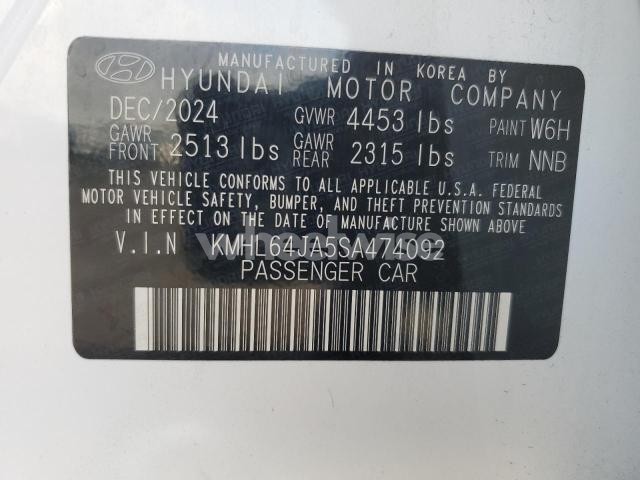 MANUFACTURED IN KOREA BY
HYUNDAI MOTOR COMPANY
DEC/2024 GVWR 4453 lbs PAINT W6H
GAWR FRONT 2513 lbs GAWR REAR 2315 lbs TRIM NNB
THIS VEHICLE CONFORMS TO ALL APPLICABLE U.S.A. FEDERAL
MOTOR VEHICLE SAFETY, BUMPER, AND THEFT PREVENTION STANDARDS
IN EFFECT ON THE DATE OF MANUFACTURE SHOWN ABOVE.
V.I.N KMHL64JA5SA474092
PASSENGER CAR